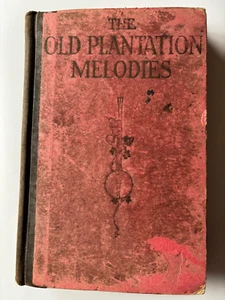 THE
OLD PLANTATION
MELODIES